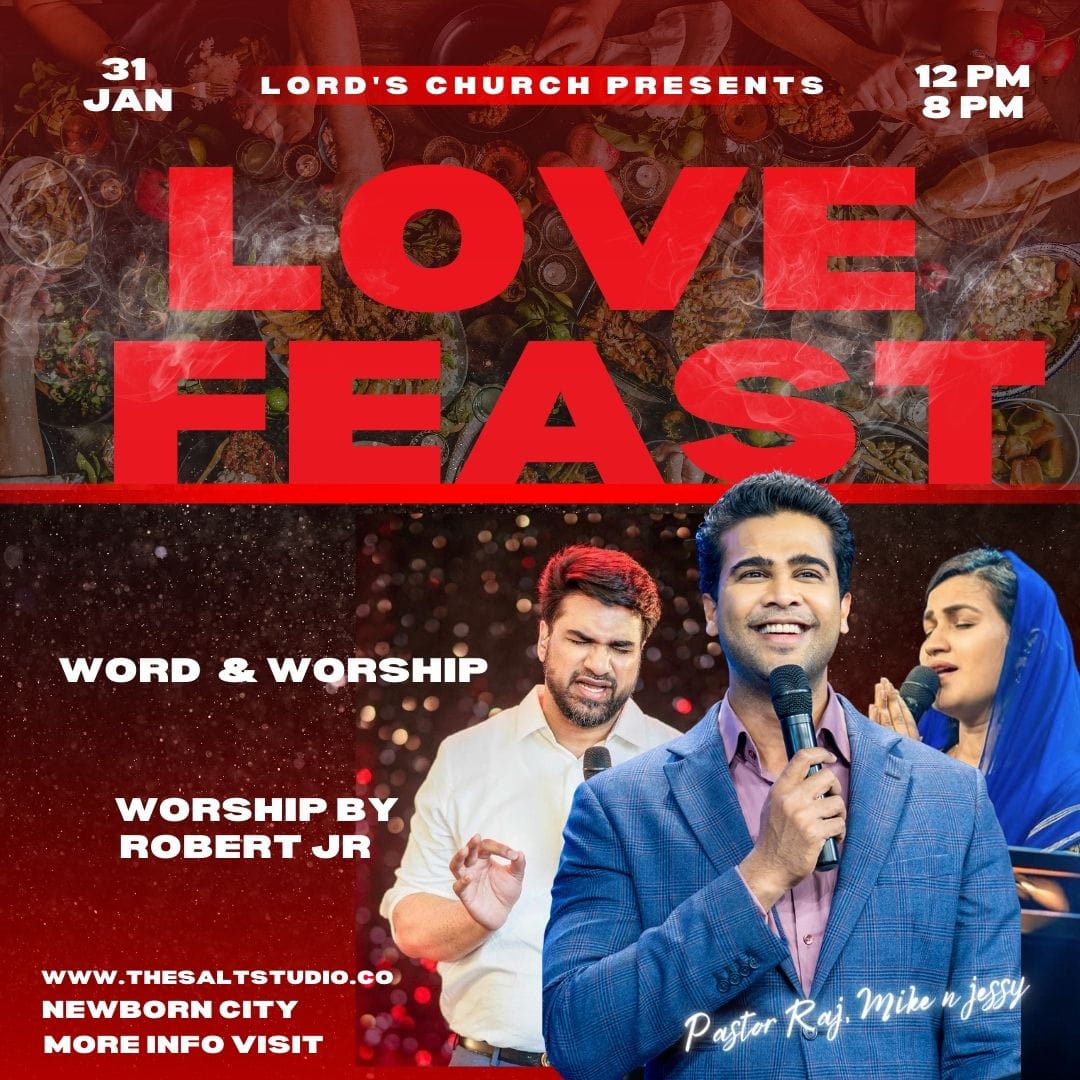 31
JAN
LORD'S CHURCH PRESENTS
12 PM
8 PM
LOVE
FEAST
WORD & WORSHIP
WORSHIP BY
ROBERT JR
WWW.THESALTSTUDIO.CO
NEWBORN CITY
MORE INFO VISIT
Pastor Raj, Mike n jessy